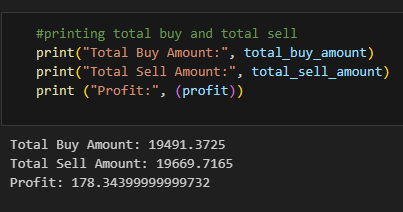 #printing total buy and total sell
print("Total Buy Amount:", total_buy_amount)
print("Total Sell Amount:", total_sell_amount)
print ("Profit:", (profit))
Total Buy Amount: 19491.3725
Total Sell Amount: 19669.7165
Profit: 178.34399999999732